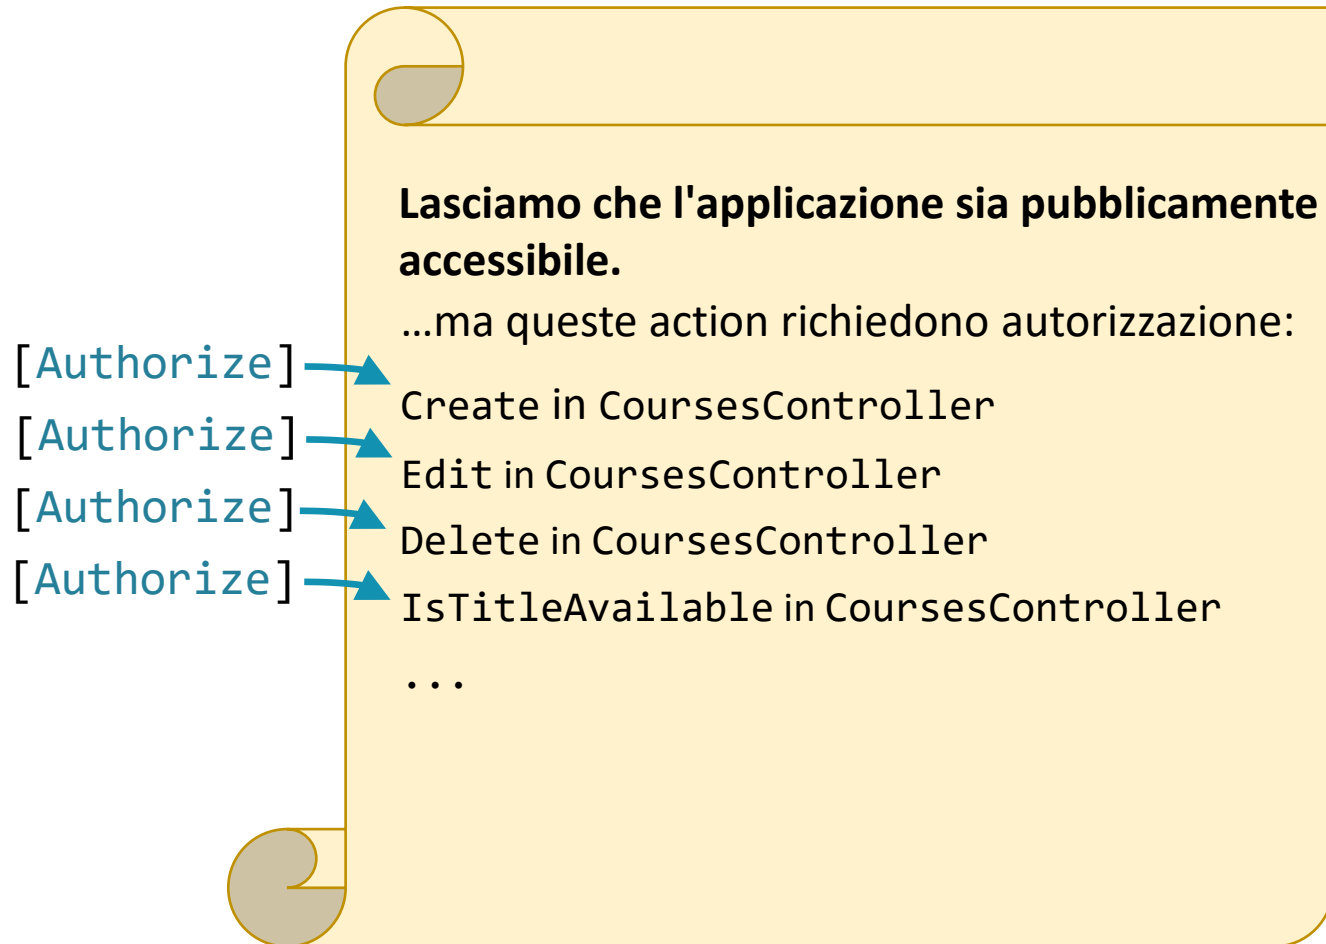 Lasciamo che l'applicazione sia pubblicamente
accessibile.
…ma queste action richiedono autorizzazione:
[Authorize]
Create in CoursesController
[Authorize]
Edit in CoursesController
[Authorize]
Delete in CoursesController
[Authorize]
IsTitleAvailable in CoursesController
...